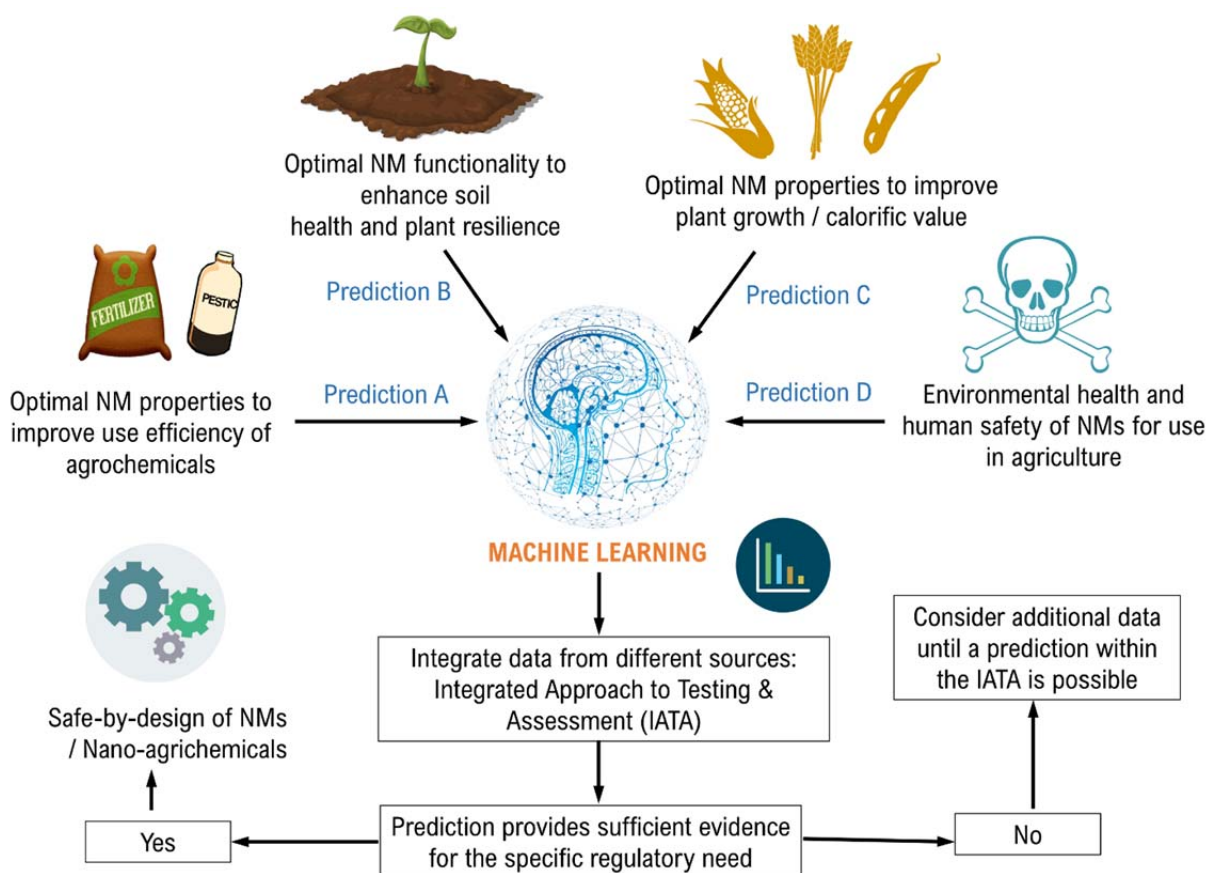 Optimal NM functionality to
enhance soil
health and plant resilience
Optimal NM properties to improve
plant growth / calorific value
FERTILIZER
PESTIC
Prediction B
Prediction C
Optimal NM properties to
improve use efficiency of
agrochemicals
Prediction A
Prediction D
Environmental health and
human safety of NMs for use
in agriculture
MACHINE LEARNING
Integrate data from different sources:
Integrated Approach to Testing &
Assessment (IATA)
Consider additional data
until a prediction within
the IATA is possible
Safe-by-design of NMs
/ Nano-agrichemicals
Yes
Prediction provides sufficient evidence
for the specific regulatory need
No